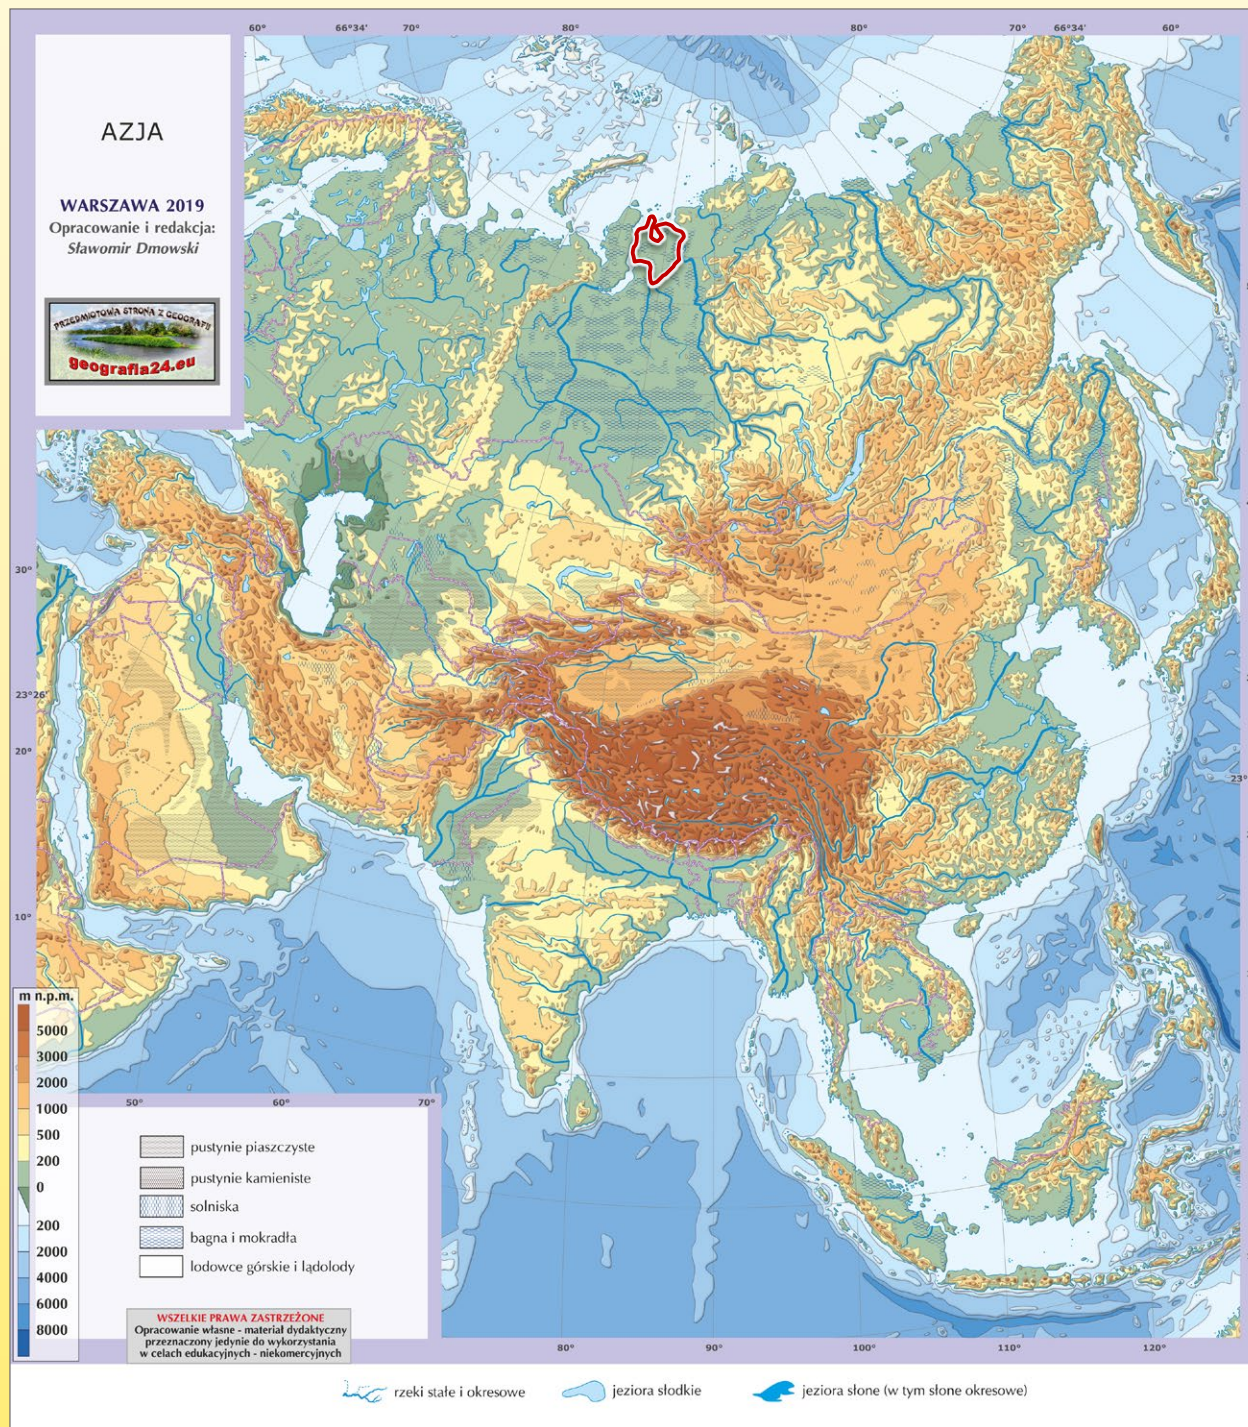 60° 66°34' 70° 80° 80° 70° 66°34' 60°
AZJA
WARSZAWA 2019
Opracowanie i redakcja:
Sławomir Dmowski
PRZEDMIOTOWA STRONA Z GEOGRAFII
geografia24.eu
30°
23°26'
20°
23°
10°
m n.p.m.
5000
3000
2000
1000
500
200
0
200
2000
4000
6000
8000
50° 60° 70°
pustynie piaszczyste
pustynie kamieniste
soliska
bagna i mokradła
lodowce górskie i lądolody
WSZELKIE PRAWA ZASTRZEŻONE
Opracowanie własne - materiał dydaktyczny
przeznaczony jedynie do wykorzystania
w celach edukacyjnych - niekomercyjnych
80° 90° 100° 110° 120°
rzeki stałe i okresowe
jeziora słodkie
jeziora słone (w tym słone okresowe)